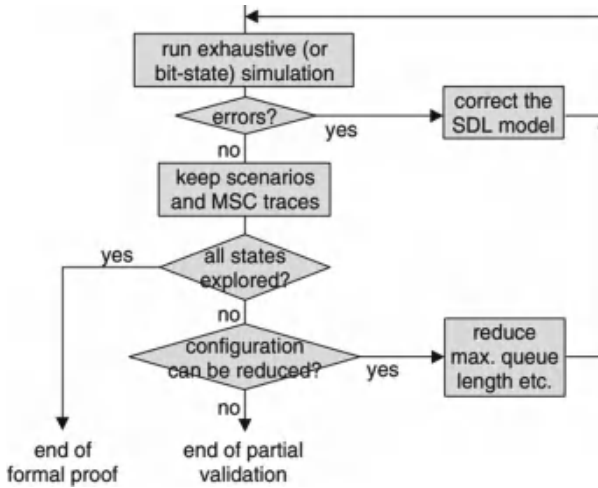 run exhaustive (or
bit-state) simulation
errors?
yes
correct the
SDL model
no
keep scenarios
and MSC traces
yes
all states
explored?
no
configuration
can be reduced?
yes
reduce
max. queue
length etc.
no
end of
formal proof
end of partial
validation